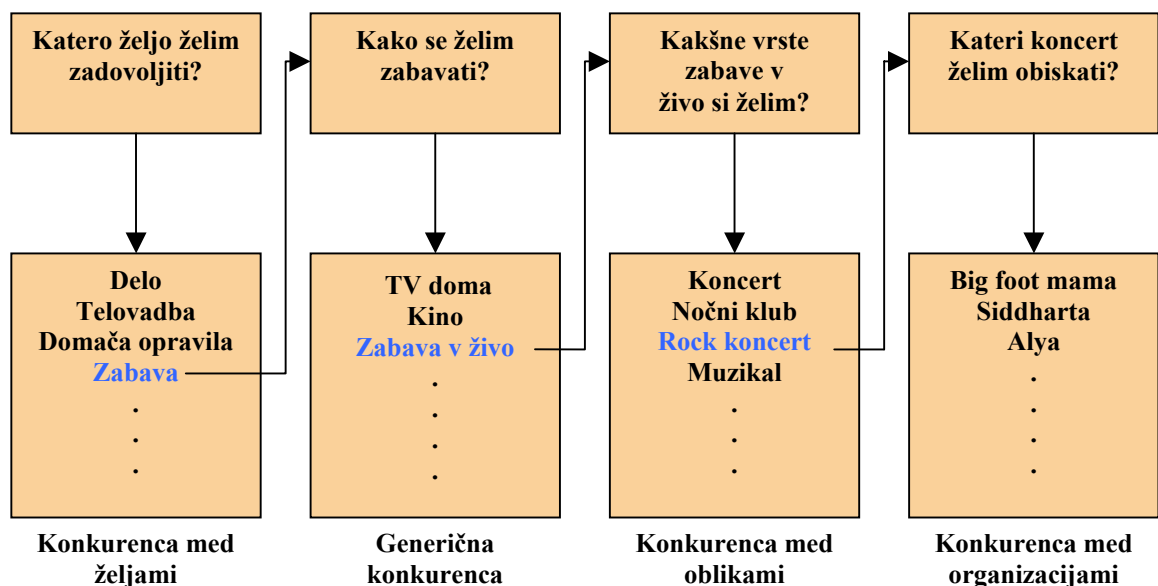 Katero željo želim
zadovoljiti?
Kako se želim
zabavati?
Kakšne vrste
zabave v
živo si želim?
Kateri koncert
želim obiskati?
Delo
Telovadba
Domača opravila
Zabava
.
.
.
TV doma
Kino
Zabava v živo
.
.
.
.
Koncert
Nočni klub
Rock koncert
Muzikal
.
.
.
Big foot mama
Siddharta
Alya
.
.
.
.
Konkurenca med
željami
Generična
konkurenca
Konkurenca med
oblikami
Konkurenca med
organizacijami